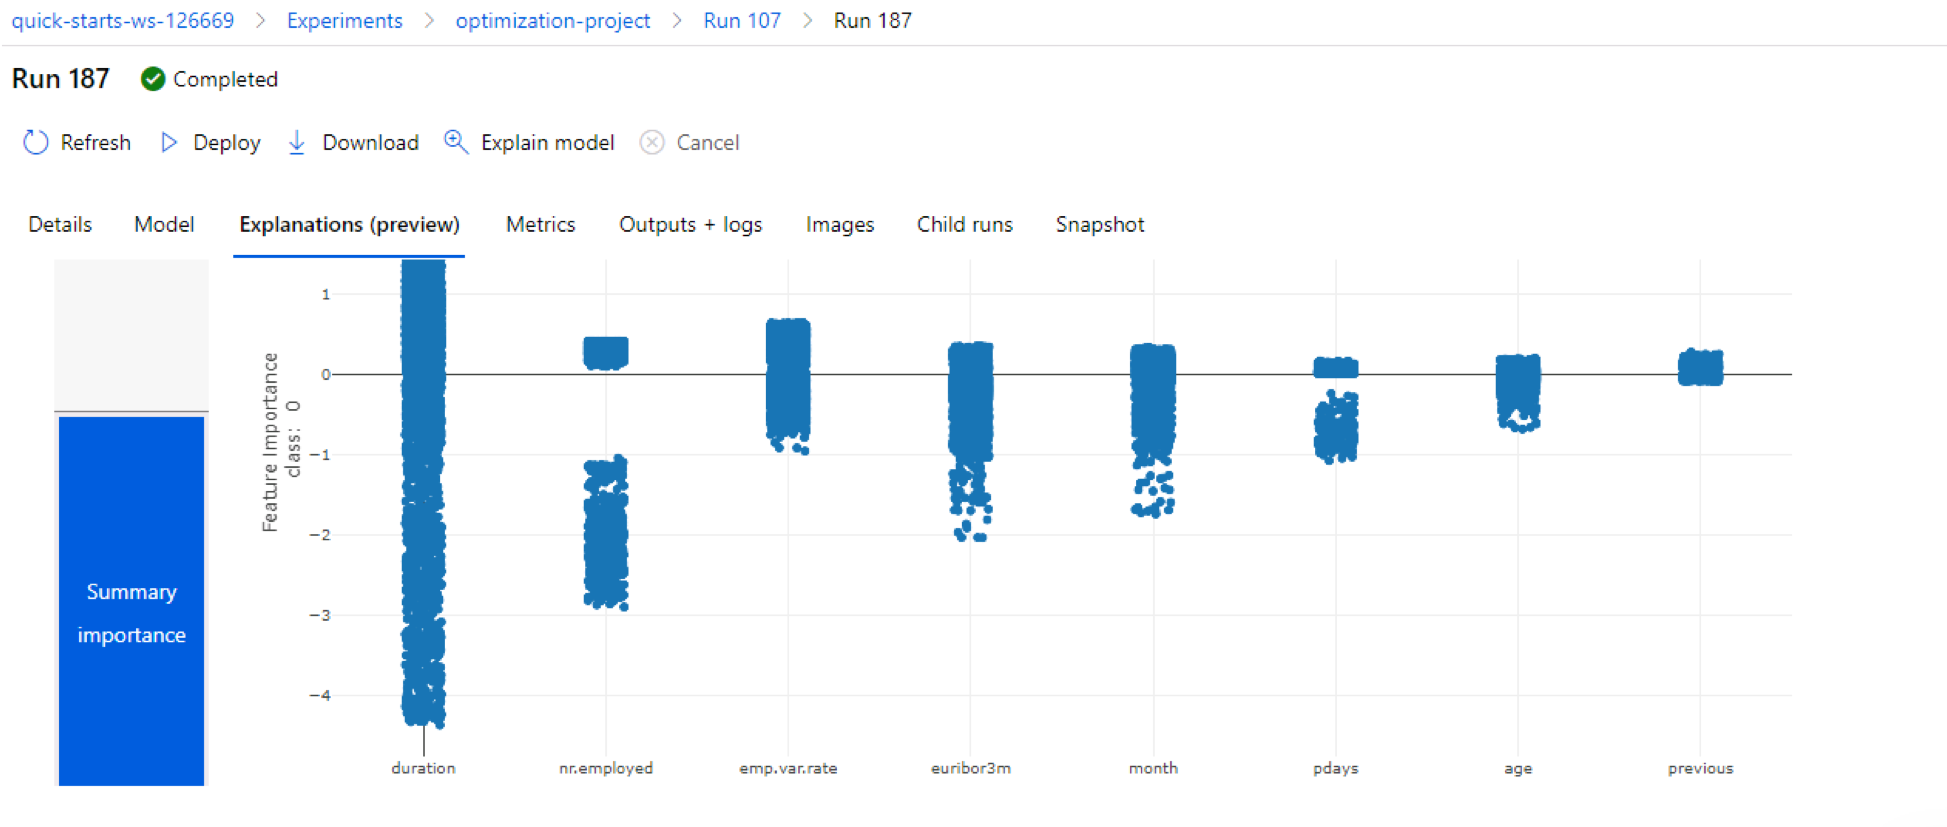 quick-starts-ws-126669 > Experiments > optimization-project > Run 107 > Run 187
Run 187 Completed
Refresh Deploy Download Explain model Cancel
Details Model Explanations (preview) Metrics Outputs + logs Images Child runs Snapshot
Summary
importance
Feature Importance
class: 0
1
0
−1
−2
−3
−4
duration nr.employed emp.var.rate euribor3m month pdays age previous